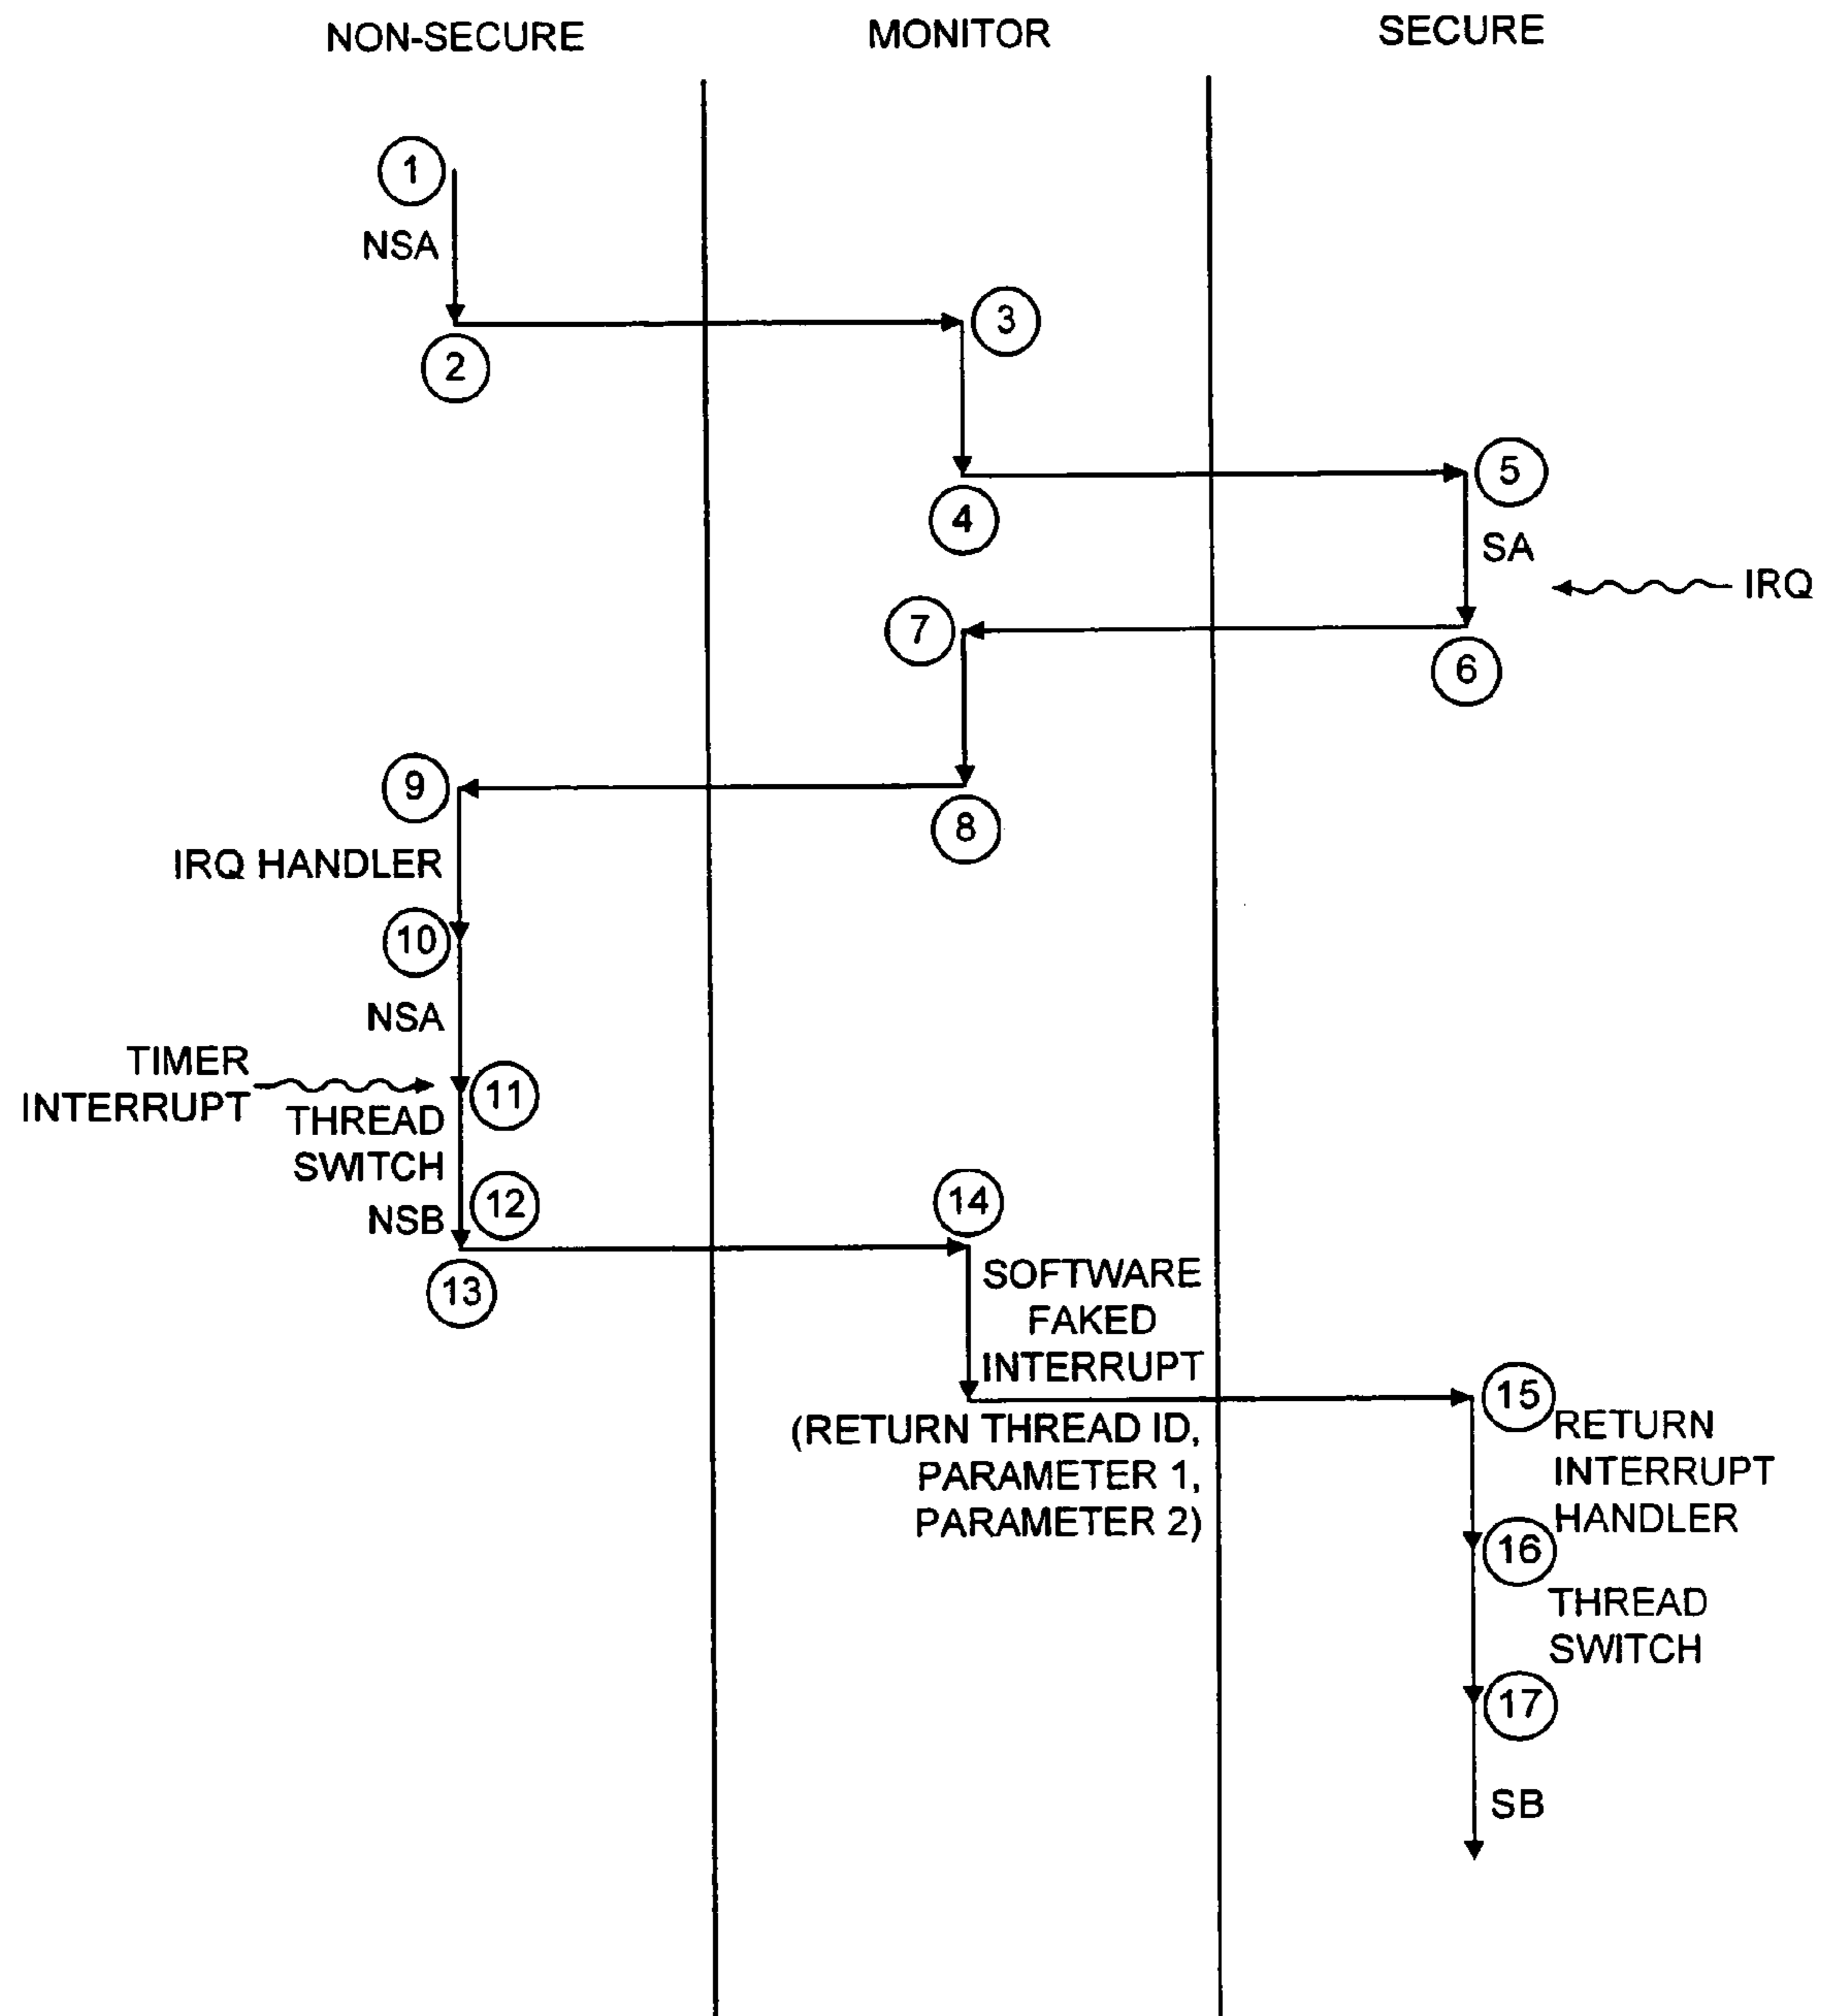 NON-SECURE
MONITOR
SECURE
1
NSA
2
3
4
5
SA
IRQ
6
7
8
9
IRQ HANDLER
10
NSA
TIMER
INTERRUPT
11
THREAD
SWITCH
12
NSB
13
14
SOFTWARE
FAKED
INTERRUPT
(RETURN THREAD ID,
PARAMETER 1,
PARAMETER 2)
15
RETURN
INTERRUPT
HANDLER
16
THREAD
SWITCH
17
SB